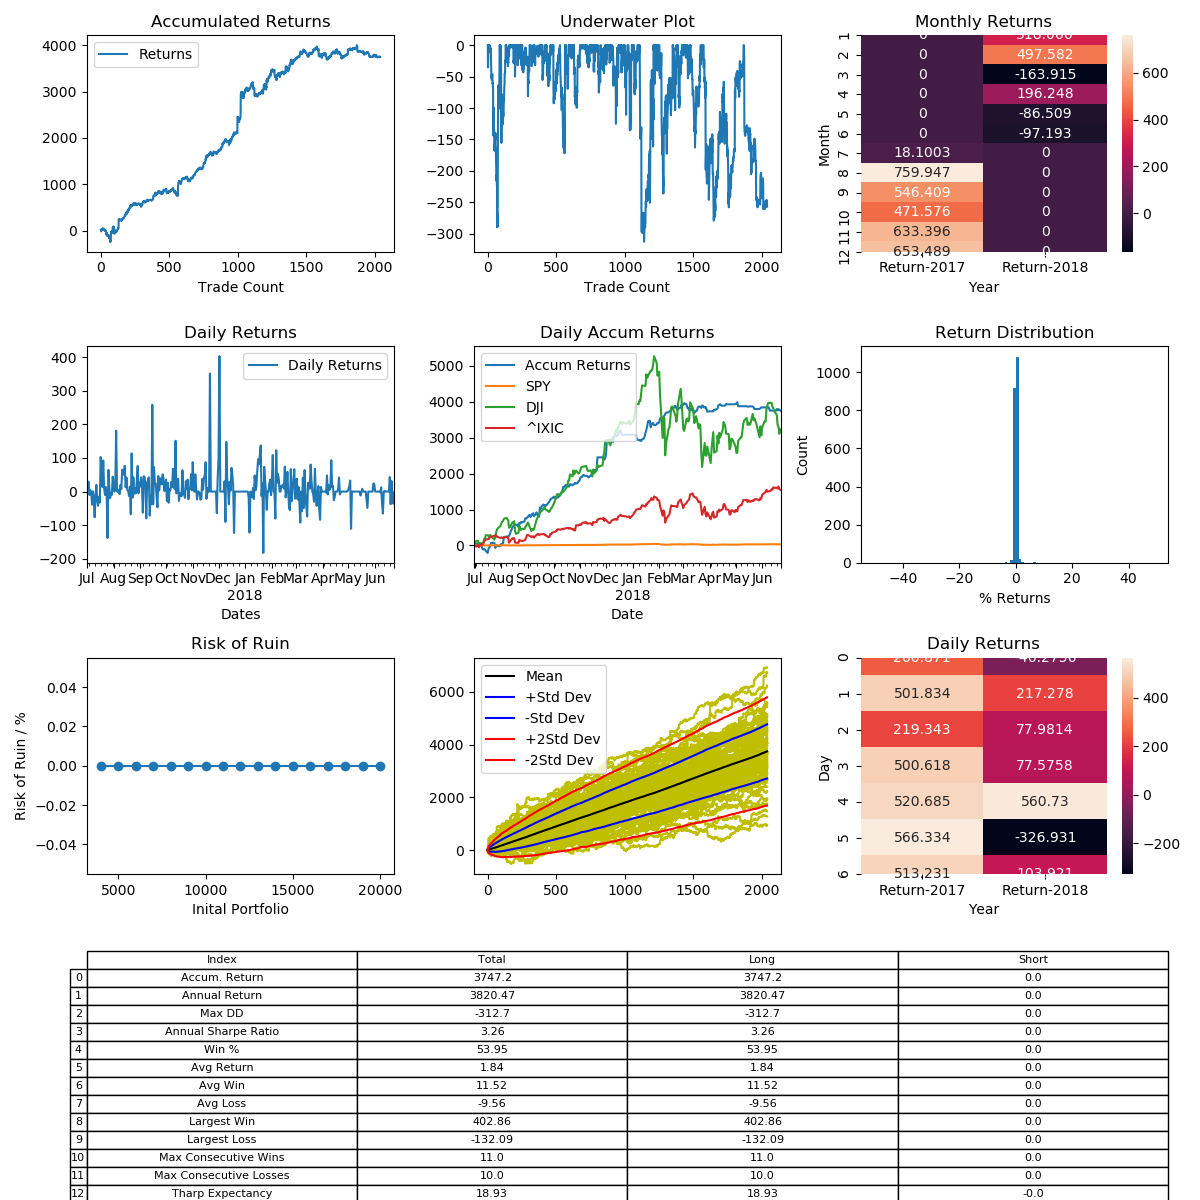 Accumulated Returns
Returns
4000
3000
2000
1000
0
0 500 1000 1500 2000
Trade Count
Underwater Plot
0
−50
−100
−150
−200
−250
−300
0 500 1000 1500 2000
Trade Count
Monthly Returns
Month
1 0
2 0 497.582
3 0 -163.915
4 0 196.248
5 0 -86.509
6 0 -97.193
7 18.1003 0
8 759.947 0
9 546.409 0
10 471.576 0
11 633.396 0
12 653.489 0
Return-2017 Return-2018
Year
600
400
200
0
Daily Returns
Daily Returns
400
300
200
100
0
−100
−200
Jul Aug Sep Oct Nov Dec Jan Feb Mar Apr May Jun
2018
Dates
Daily Accum Returns
Accum Returns
SPY
DJI
^IXIC
5000
4000
3000
2000
1000
0
Jul Aug Sep Oct Nov Dec Jan Feb Mar Apr May Jun
2018
Date
Return Distribution
Count
1000
800
600
400
200
0
−40 −20 0 20 40
% Returns
Risk of Ruin
Risk of Ruin / %
0.04
0.02
0.00
−0.02
−0.04
5000 10000 15000 20000
Inital Portfolio
Mean
+Std Dev
-Std Dev
+2Std Dev
-2Std Dev
6000
4000
2000
0
0 500 1000 1500 2000
Daily Returns
Day
0
1 501.834 217.278
2 219.343 77.9814
3 500.618 77.5758
4 520.685 560.73
5 566.334 -326.931
6 513.231 103.921
Return-2017 Return-2018
Year
400
200
0
−200
Index Total Long Short
0 Accum. Return 3747.2 3747.2 0.0
1 Annual Return 3820.47 3820.47 0.0
2 Max DD -312.7 -312.7 0.0
3 Annual Sharpe Ratio 3.26 3.26 0.0
4 Win % 53.95 53.95 0.0
5 Avg Return 1.84 1.84 0.0
6 Avg Win 11.52 11.52 0.0
7 Avg Loss -9.56 -9.56 0.0
8 Largest Win 402.86 402.86 0.0
9 Largest Loss -132.09 -132.09 0.0
10 Max Consecutive Wins 11.0 11.0 0.0
11 Max Consecutive Losses 10.0 10.0 0.0
12 Tharp Expectancy 18.93 18.93 -0.0